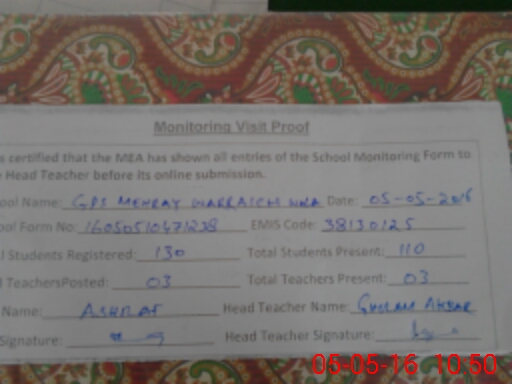 Monitoring Visit Proof
s certified that the MEA has shown all entries of the School Monitoring Form to
Head Teacher before its online submission.
ool Name: GPS MEHRAY WARRAICH WNA Date: 05-05-2016
ool Form No: 16050510471238 EMIS Code: 38130125
l Students Registered: 130 Total Students Present: 110
l TeachersPosted: 03 Total Teachers Present: 03
Name: ASHRAF Head Teacher Name: GHULAM AKBAR
Signature: Head Teacher Signature:
05-05-16 10:50